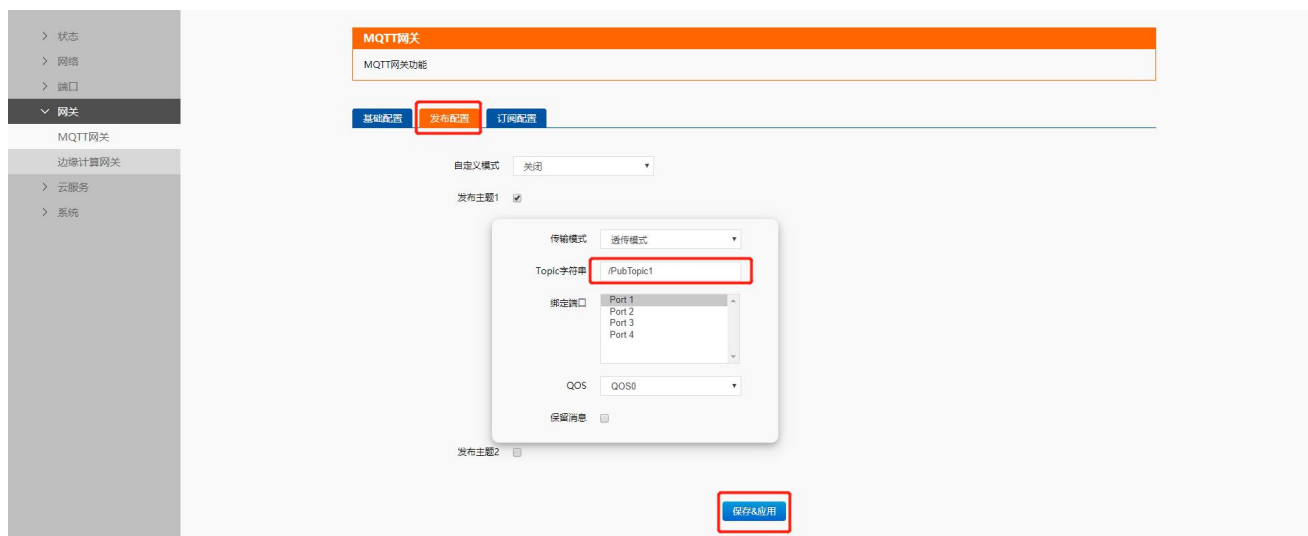 状态
网络
端口
网关
MQTT网关
边缘计算网关
云服务
系统
MQTT网关
MQTT网关功能
基础配置 发布配置 订阅配置
自定义模式 关闭
发布主题1
传输模式 透传模式
Topic字符串 /PubTopic1
绑定端口 Port 1
Port 2
Port 3
Port 4
QOS QOS0
保留消息
发布主题2
保存&应用